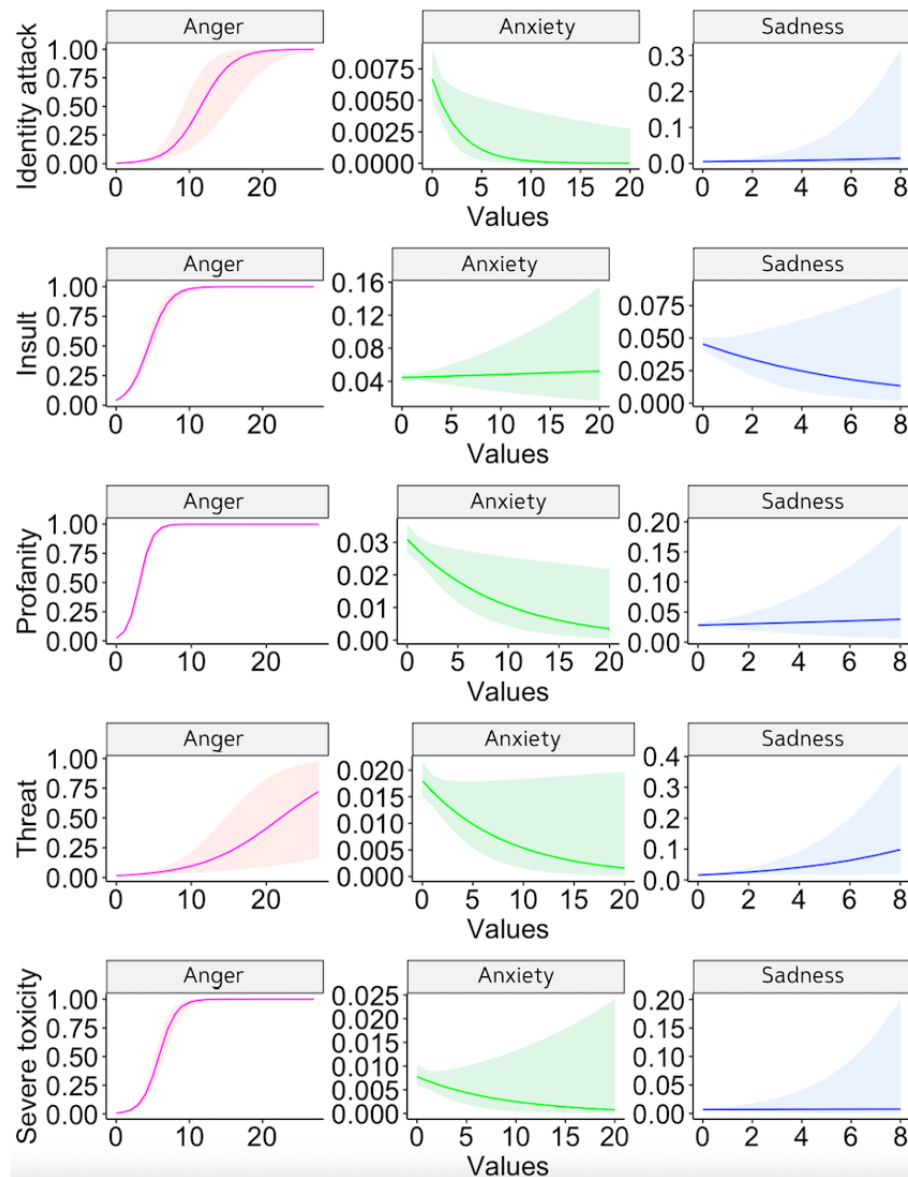 Anger Anxiety Sadness
Identity attack
1.00 0.75 0.50 0.25 0.00
0.0075 0.0050 0.0025 0.0000
0.3 0.2 0.1 0.0
0 10 20 0 5 10 15 20 0 2 4 6 8
Values
Anger Anxiety Sadness
Insult
1.00 0.75 0.50 0.25 0.00
0.16 0.12 0.08 0.04
0.075 0.050 0.025 0.000
0 10 20 0 5 10 15 20 0 2 4 6 8
Values
Anger Anxiety Sadness
Profanity
1.00 0.75 0.50 0.25 0.00
0.03 0.02 0.01 0.00
0.20 0.15 0.10 0.05 0.00
0 10 20 0 5 10 15 20 0 2 4 6 8
Values
Anger Anxiety Sadness
Threat
1.00 0.75 0.50 0.25 0.00
0.020 0.015 0.010 0.005 0.000
0.4 0.3 0.2 0.1 0.0
0 10 20 0 5 10 15 20 0 2 4 6 8
Values
Anger Anxiety Sadness
Severe toxicity
1.00 0.75 0.50 0.25 0.00
0.025 0.020 0.015 0.010 0.005 0.000
0.20 0.15 0.10 0.05 0.00
0 10 20 0 5 10 15 20 0 2 4 6 8
Values